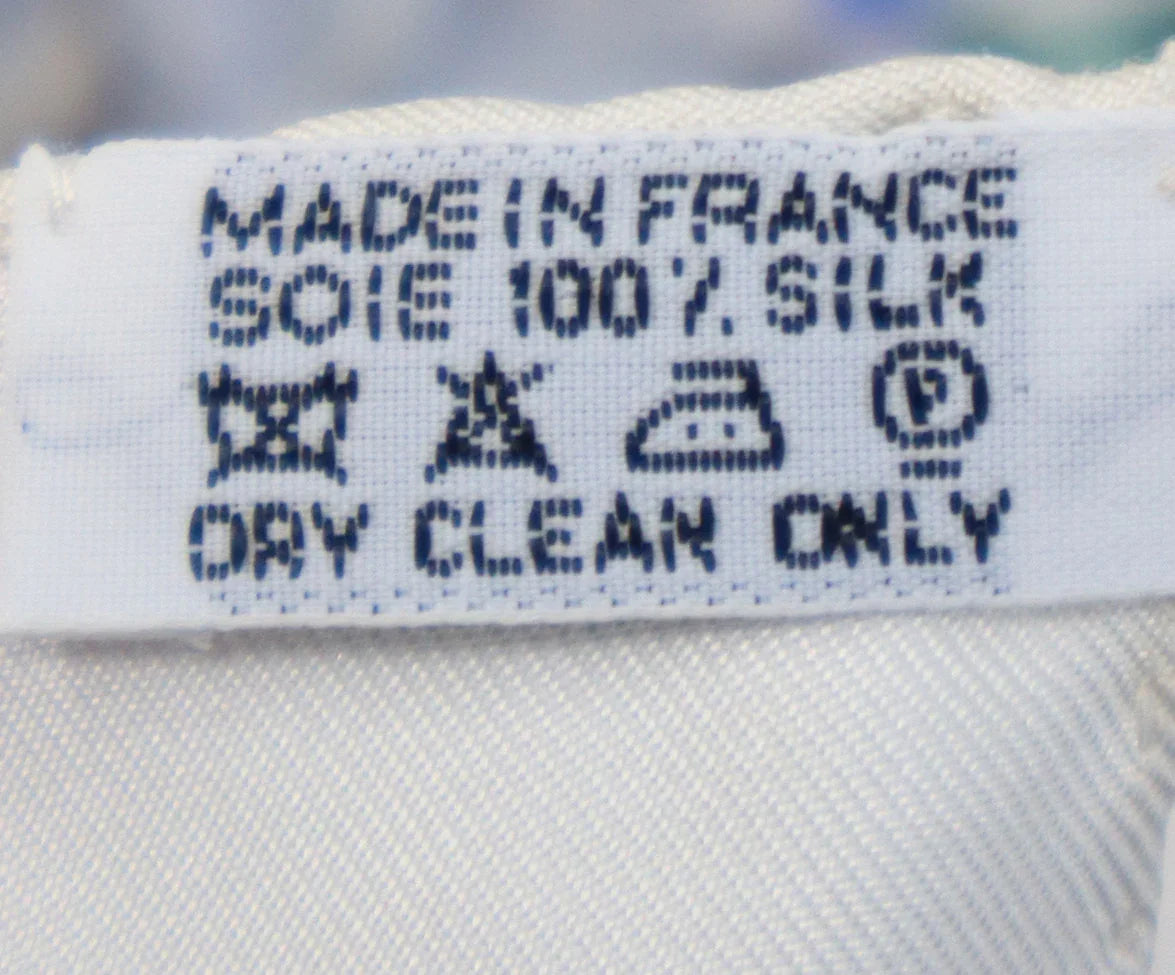 MADE IN FRANCE
SOIE 100% SILK
P
DRY CLEAN ONLY